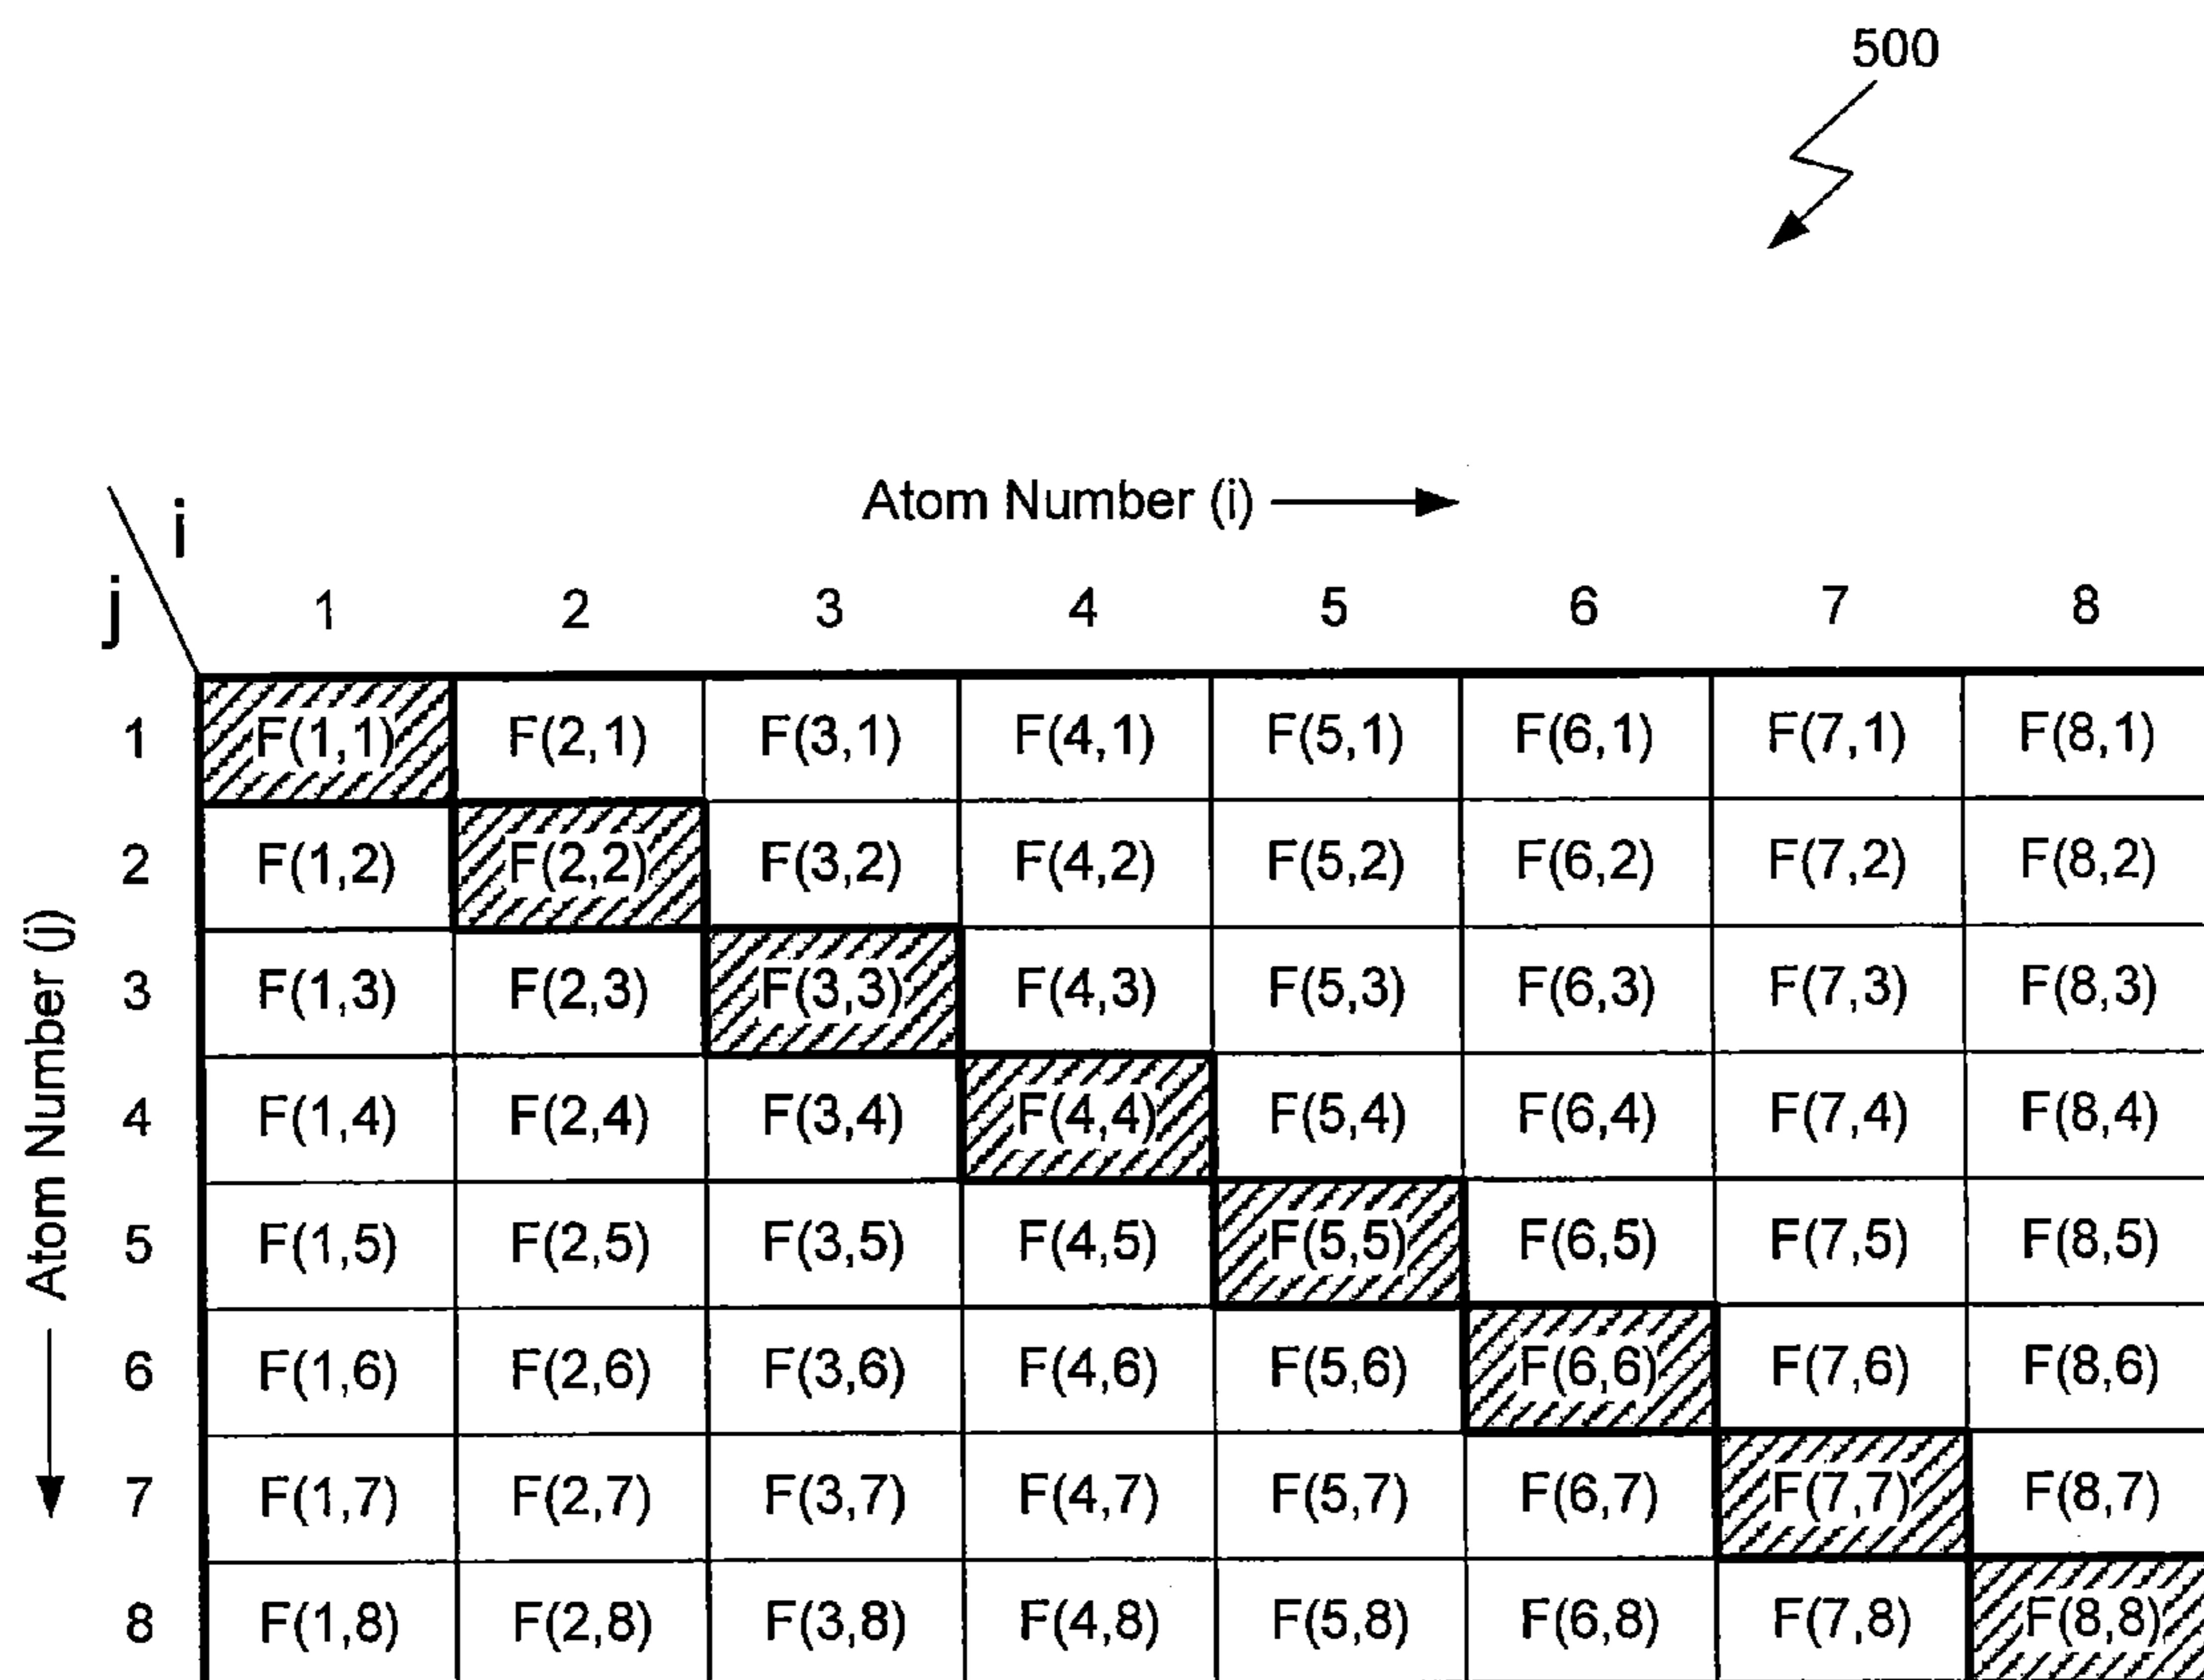 500
Atom Number (i)
i
j
1 2 3 4 5 6 7 8
Atom Number (j)
1 F(1,1) F(2,1) F(3,1) F(4,1) F(5,1) F(6,1) F(7,1) F(8,1)
2 F(1,2) F(2,2) F(3,2) F(4,2) F(5,2) F(6,2) F(7,2) F(8,2)
3 F(1,3) F(2,3) F(3,3) F(4,3) F(5,3) F(6,3) F(7,3) F(8,3)
4 F(1,4) F(2,4) F(3,4) F(4,4) F(5,4) F(6,4) F(7,4) F(8,4)
5 F(1,5) F(2,5) F(3,5) F(4,5) F(5,5) F(6,5) F(7,5) F(8,5)
6 F(1,6) F(2,6) F(3,6) F(4,6) F(5,6) F(6,6) F(7,6) F(8,6)
7 F(1,7) F(2,7) F(3,7) F(4,7) F(5,7) F(6,7) F(7,7) F(8,7)
8 F(1,8) F(2,8) F(3,8) F(4,8) F(5,8) F(6,8) F(7,8) F(8,8)